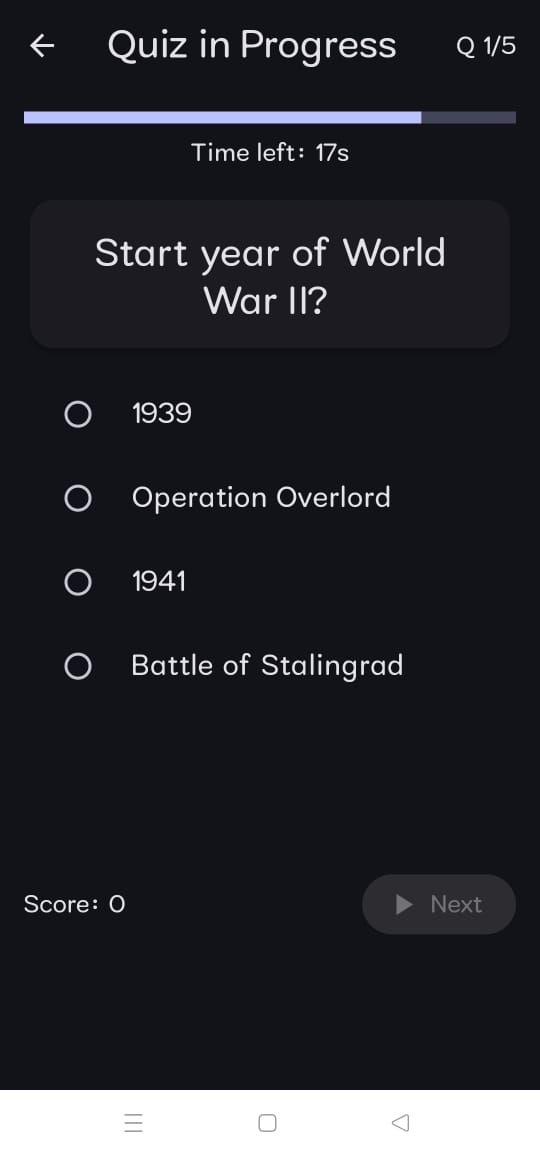 Quiz in Progress
Q 1/5
Time left: 17s
Start year of World
War II?
1939
Operation Overlord
1941
Battle of Stalingrad
Score: 0
Next